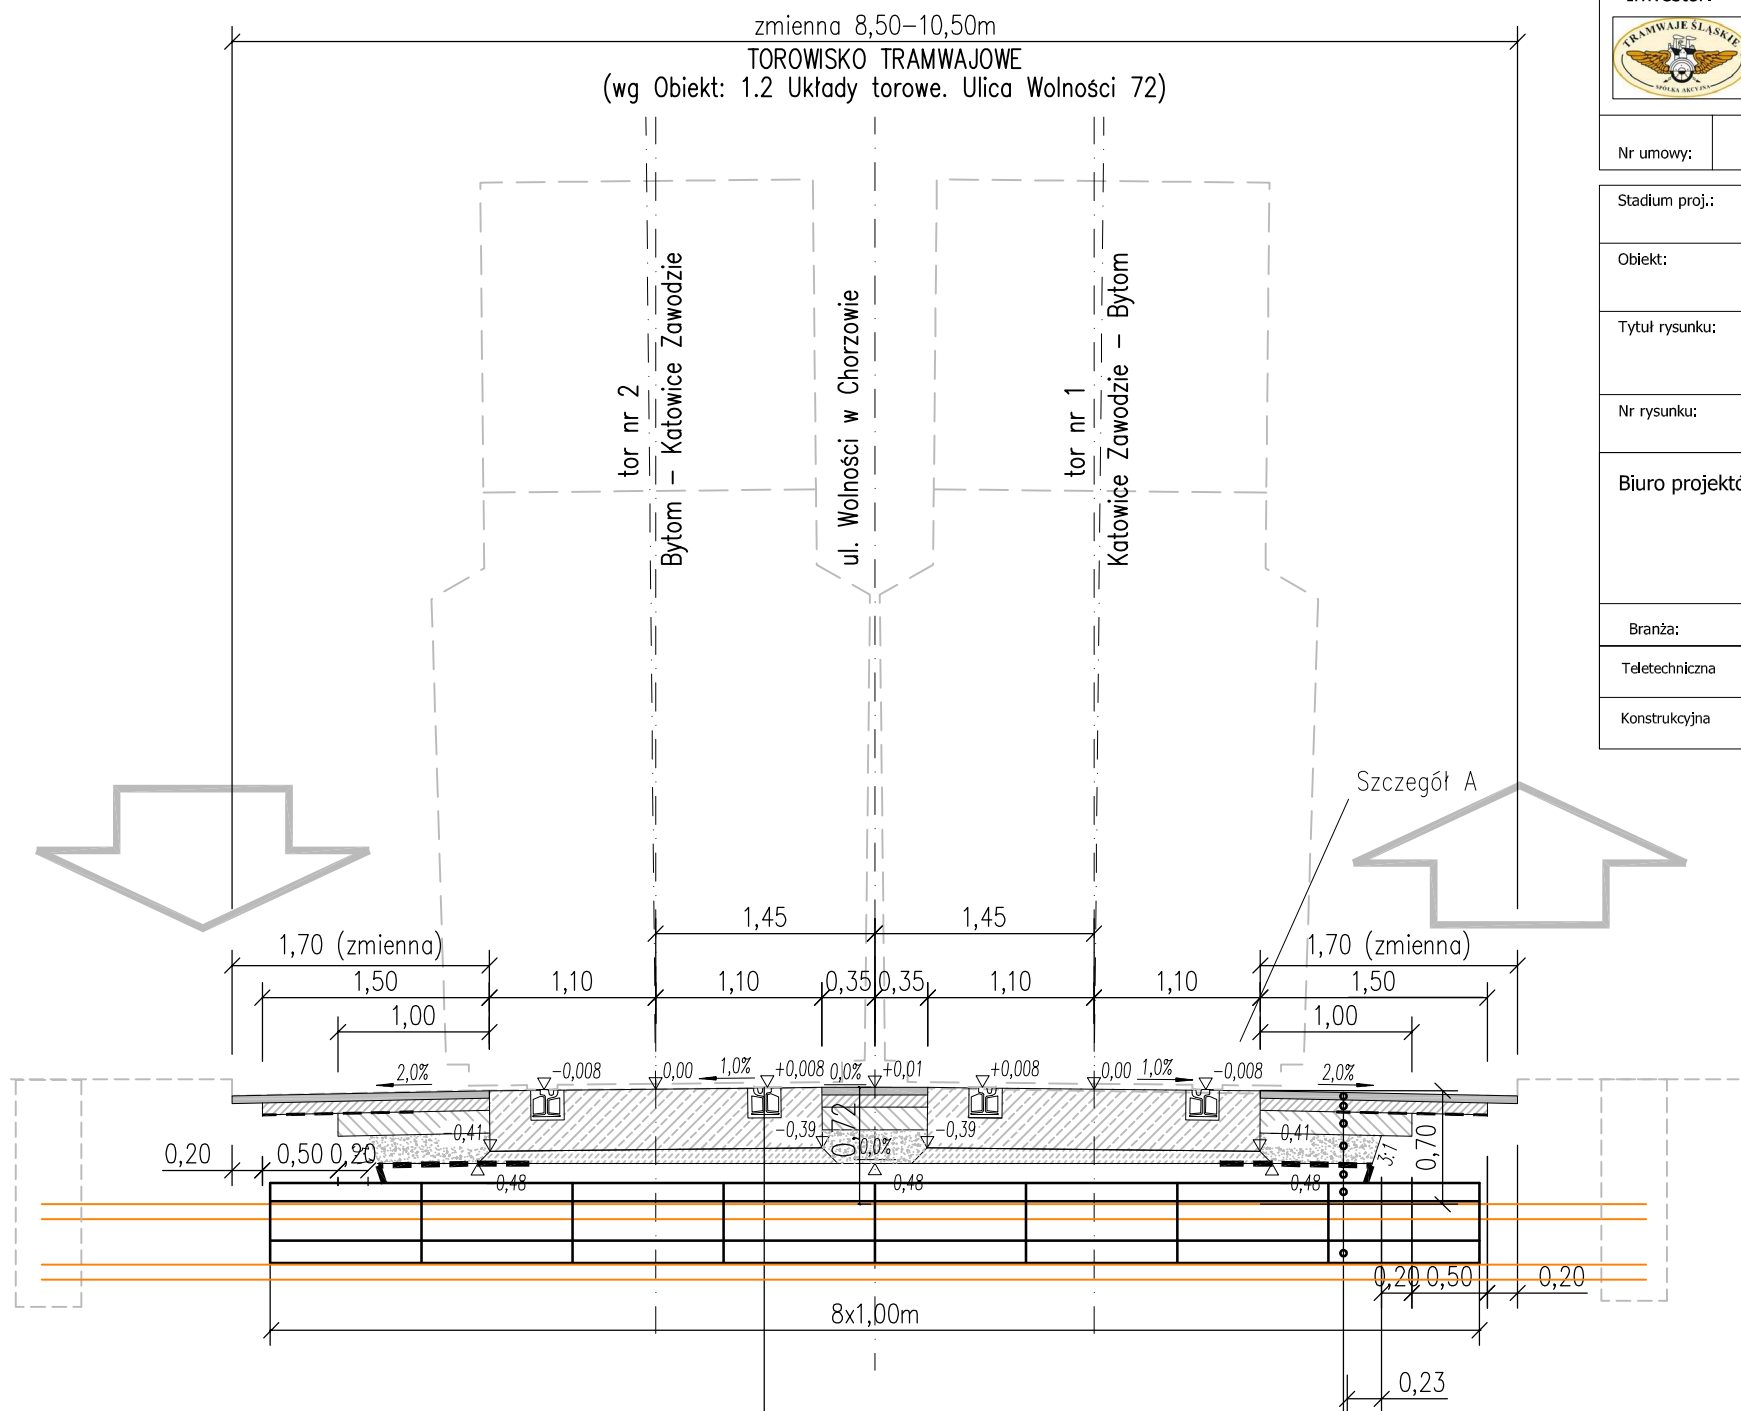 zmienna 8,50-10,50m
TOROWISKO TRAMWAJOWE
(wg Obiekt: 1.2 Układy torowe. Ulica Wolności 72)
tor nr 2
Bytom - Katowice Zawodzie
ul. Wolności w Chorzowie
tor nr 1
Katowice Zawodzie - Bytom
Szczegół A
1,45
1,45
1,70 (zmienna)
1,70 (zmienna)
1,50
1,10
1,10
0,35
0,35
1,10
1,10
1,50
1,00
1,00
2,0%
-0,008
0,00
1,0%
+0,008
0,0%
+0,01
+0,008
0,00
1,0%
-0,008
2,0%
-0,41
-0,39
0,72
0,0%
-0,39
-0,41
3:1
0,70
0,20
0,50
0,20
0,48
0,48
0,48
0,20
0,50
0,20
8x1,00m
0,23
TRAMWAJE ŚLĄSKIE
SPÓŁKA AKCYJNA
Nr umowy:
Stadium proj.:
Obiekt:
Tytuł rysunku:
Nr rysunku:
Biuro projektó
Branża:
Teletechniczna
Konstrukcyjna